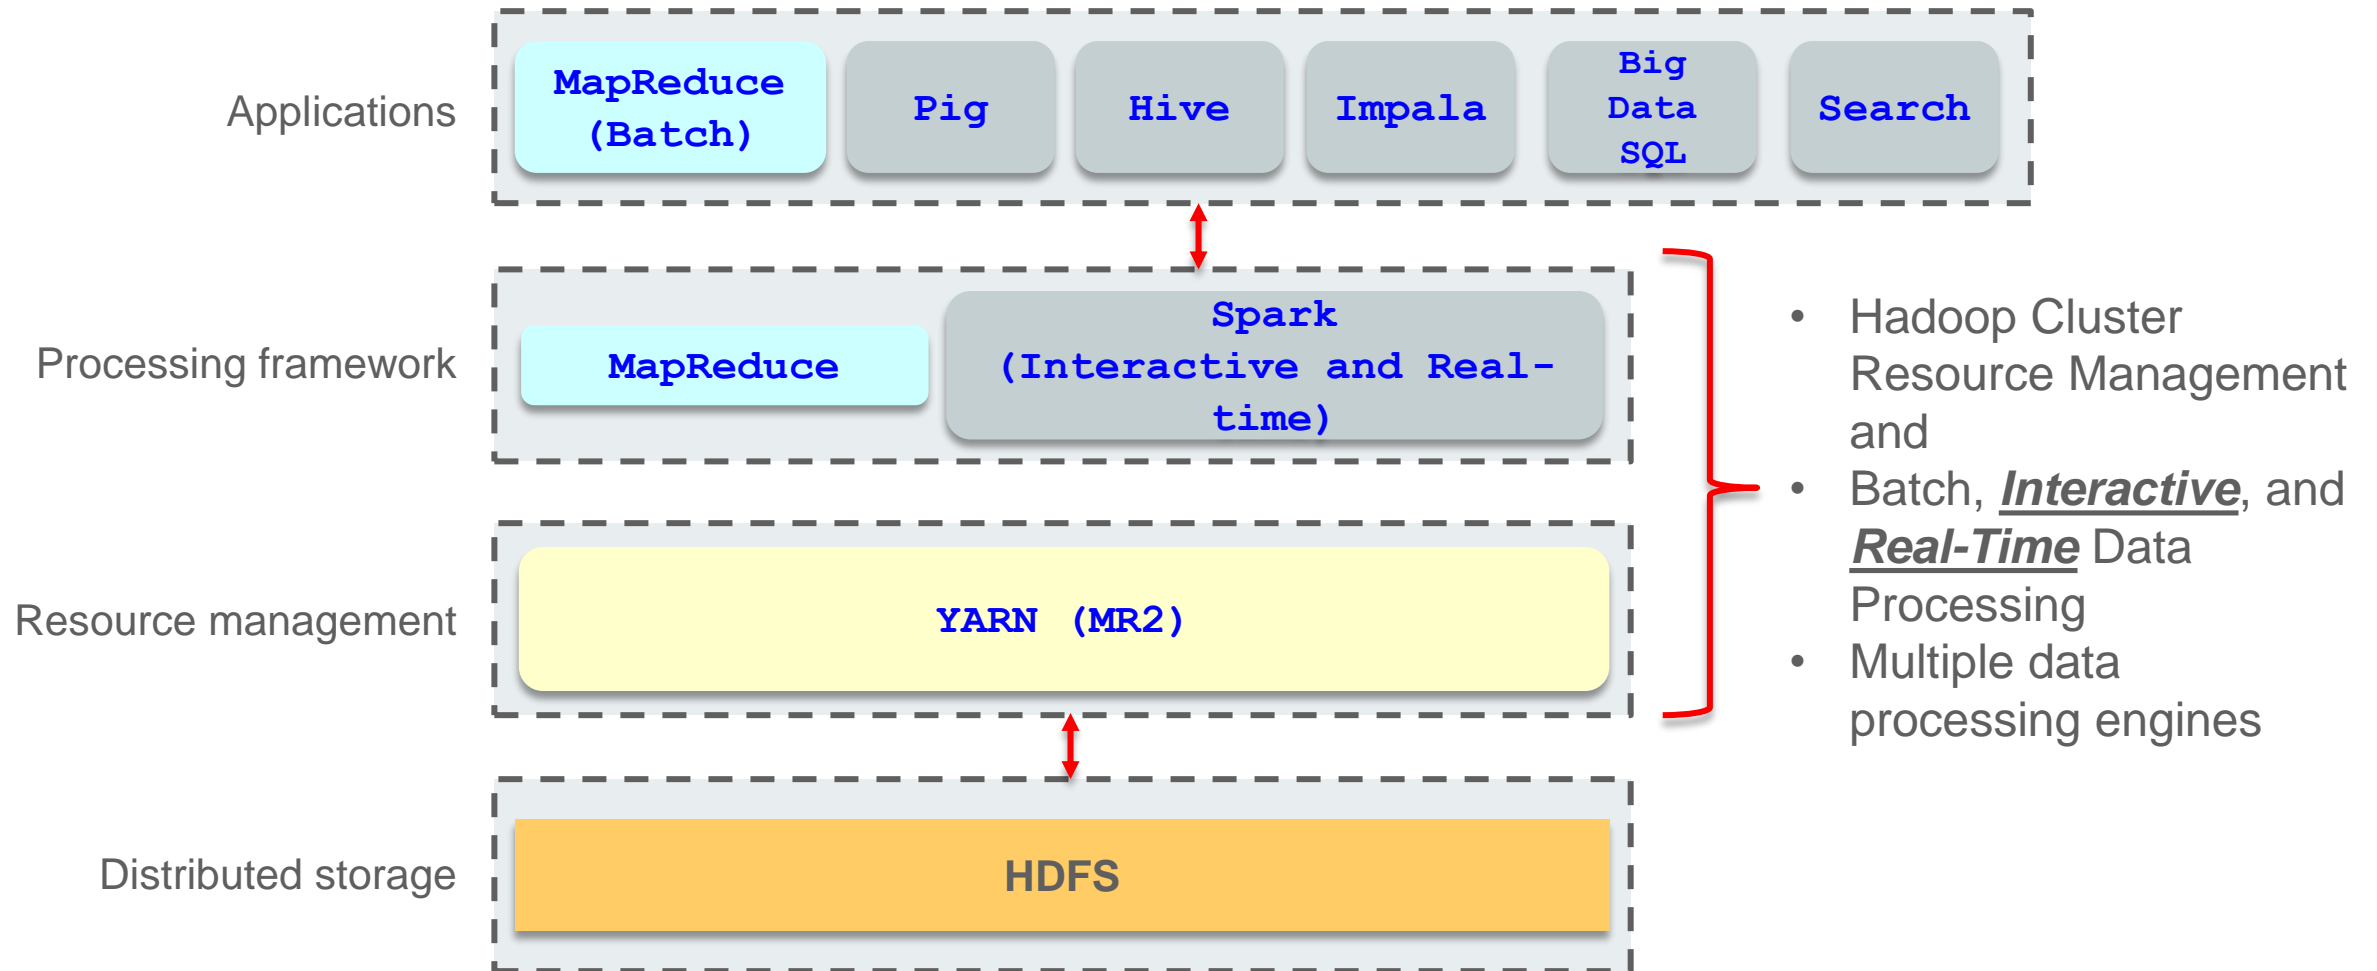 Applications
MapReduce
(Batch)
Pig
Hive
Impala
Big
Data
SQL
Search
Processing framework
MapReduce
Spark
(Interactive and Real-
time)
Resource management
YARN (MR2)
Distributed storage
HDFS
• Hadoop Cluster
Resource Management
and
• Batch, Interactive, and
Real-Time Data
Processing
• Multiple data
processing engines